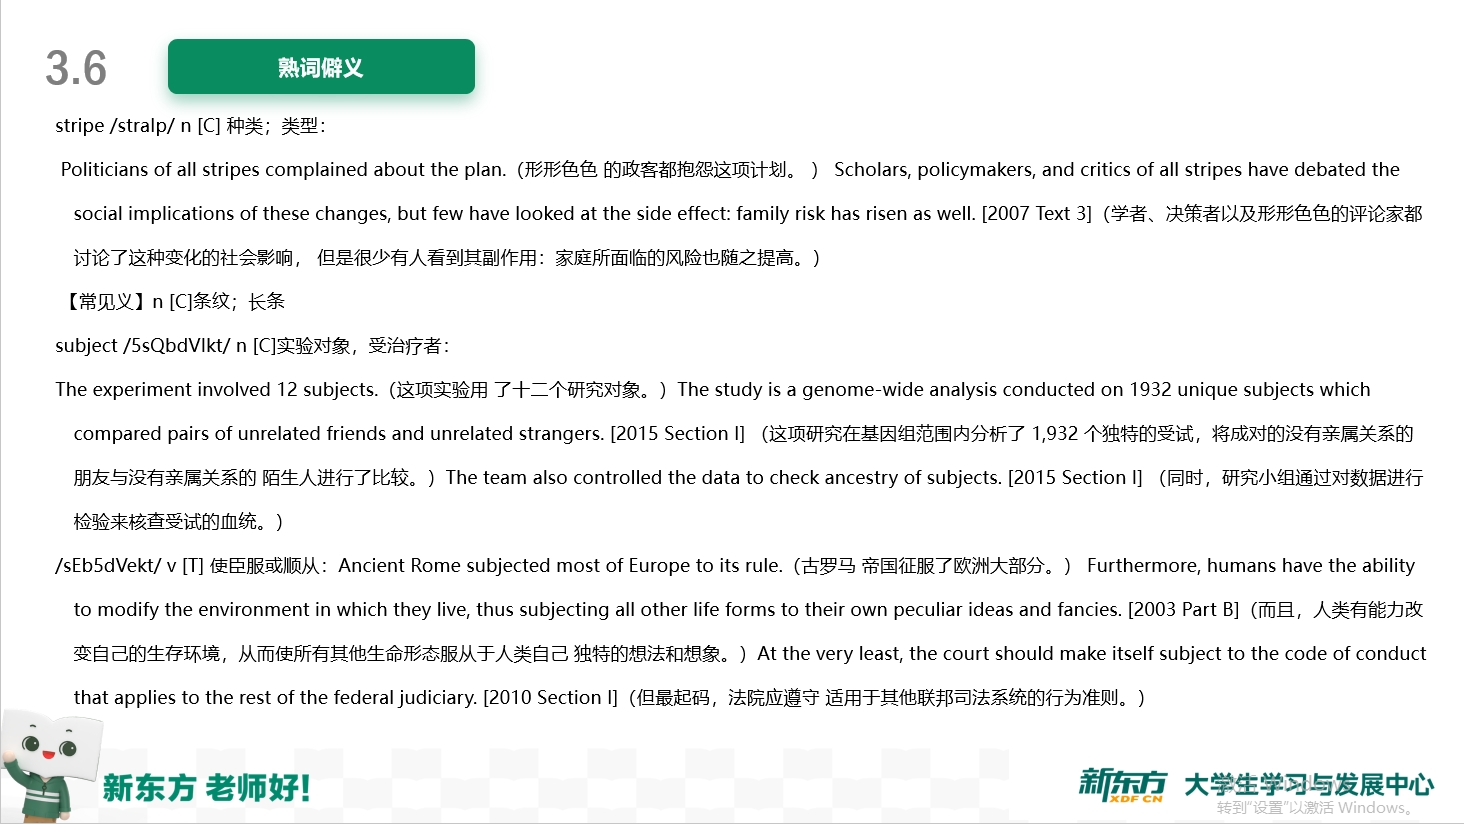 3.6
熟词僻义
stripe /stralp/ n [C] 种类；类型：
Politicians of all stripes complained about the plan.（形形色色 的政客都抱怨这项计划。 ） Scholars, policymakers, and critics of all stripes have debated the
social implications of these changes, but few have looked at the side effect: family risk has risen as well. [2007 Text 3]（学者、决策者以及形形色色的评论家都
讨论了这种变化的社会影响， 但是很少有人看到其副作用：家庭所面临的风险也随之提高。）
【常见义】n [C]条纹；长条
subject /5sQbdVlkt/ n [C]实验对象，受治疗者：
The experiment involved 12 subjects.（这项实验用 了十二个研究对象。）The study is a genome-wide analysis conducted on 1932 unique subjects which
compared pairs of unrelated friends and unrelated strangers. [2015 Section I] （这项研究在基因组范围内分析了 1,932 个独特的受试，将成对的没有亲属关系的
朋友与没有亲属关系的 陌生人进行了比较。）The team also controlled the data to check ancestry of subjects. [2015 Section I] （同时，研究小组通过对数据进行
检验来核查受试的血统。）
/sEb5dVekt/ v [T] 使臣服或顺从：Ancient Rome subjected most of Europe to its rule.（古罗马 帝国征服了欧洲大部分。） Furthermore, humans have the ability
to modify the environment in which they live, thus subjecting all other life forms to their own peculiar ideas and fancies. [2003 Part B]（而且，人类有能力改
变自己的生存环境，从而使所有其他生命形态服从于人类自己 独特的想法和想象。）At the very least, the court should make itself subject to the code of conduct
that applies to the rest of the federal judiciary. [2010 Section I]（但最起码，法院应遵守 适用于其他联邦司法系统的行为准则。）
新东方 老师好！
新东方 XDF.CN 大学生学习与发展中心
激活 Windows
转到“设置”以激活 Windows。